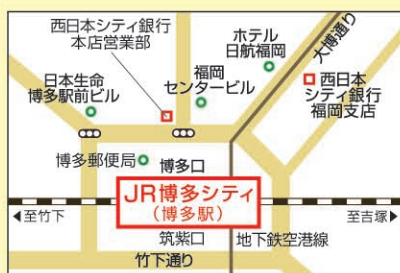 西日本シティ銀行
本店営業部
ホテル
日航福岡
大博通り
日本生命
博多駅前ビル
福岡
センタービル
西日本
シティ銀行
福岡支店
博多郵便局
博多口
JR博多シティ
(博多駅)
至竹下
至吉塚
筑紫口
地下鉄空港線
竹下通り